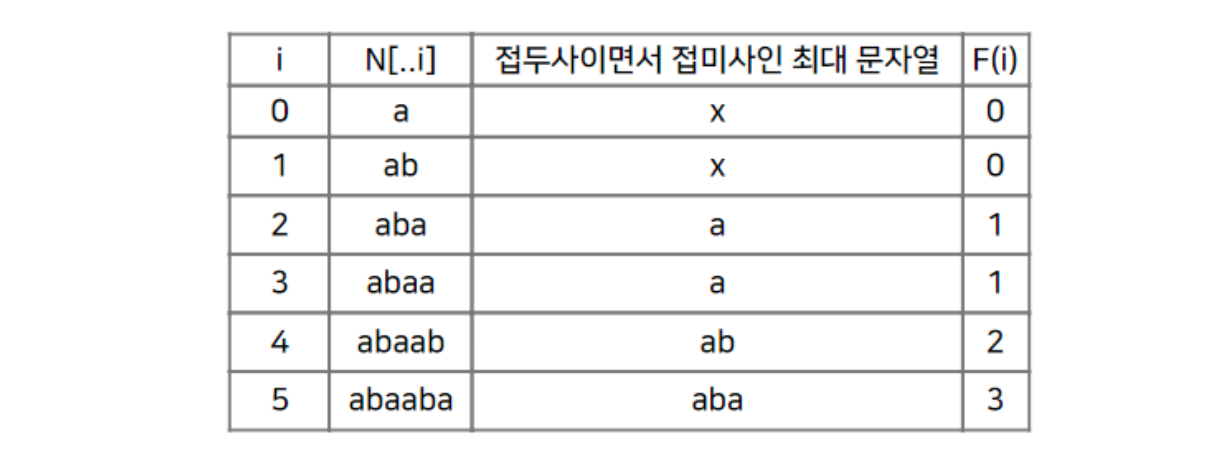 i N[..i] 접두사이면서 접미사인 최대 문자열 F(i)
0 a x 0
1 ab x 0
2 aba a 1
3 abaa a 1
4 abaab ab 2
5 abaaba aba 3